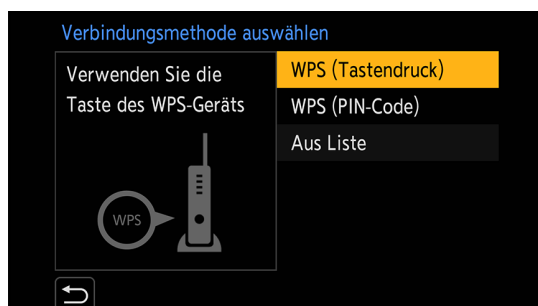 Verbindungsmethode auswählen
Verwenden Sie die
Taste des WPS-Geräts
WPS
WPS (Tastendruck)
WPS (PIN-Code)
Aus Liste